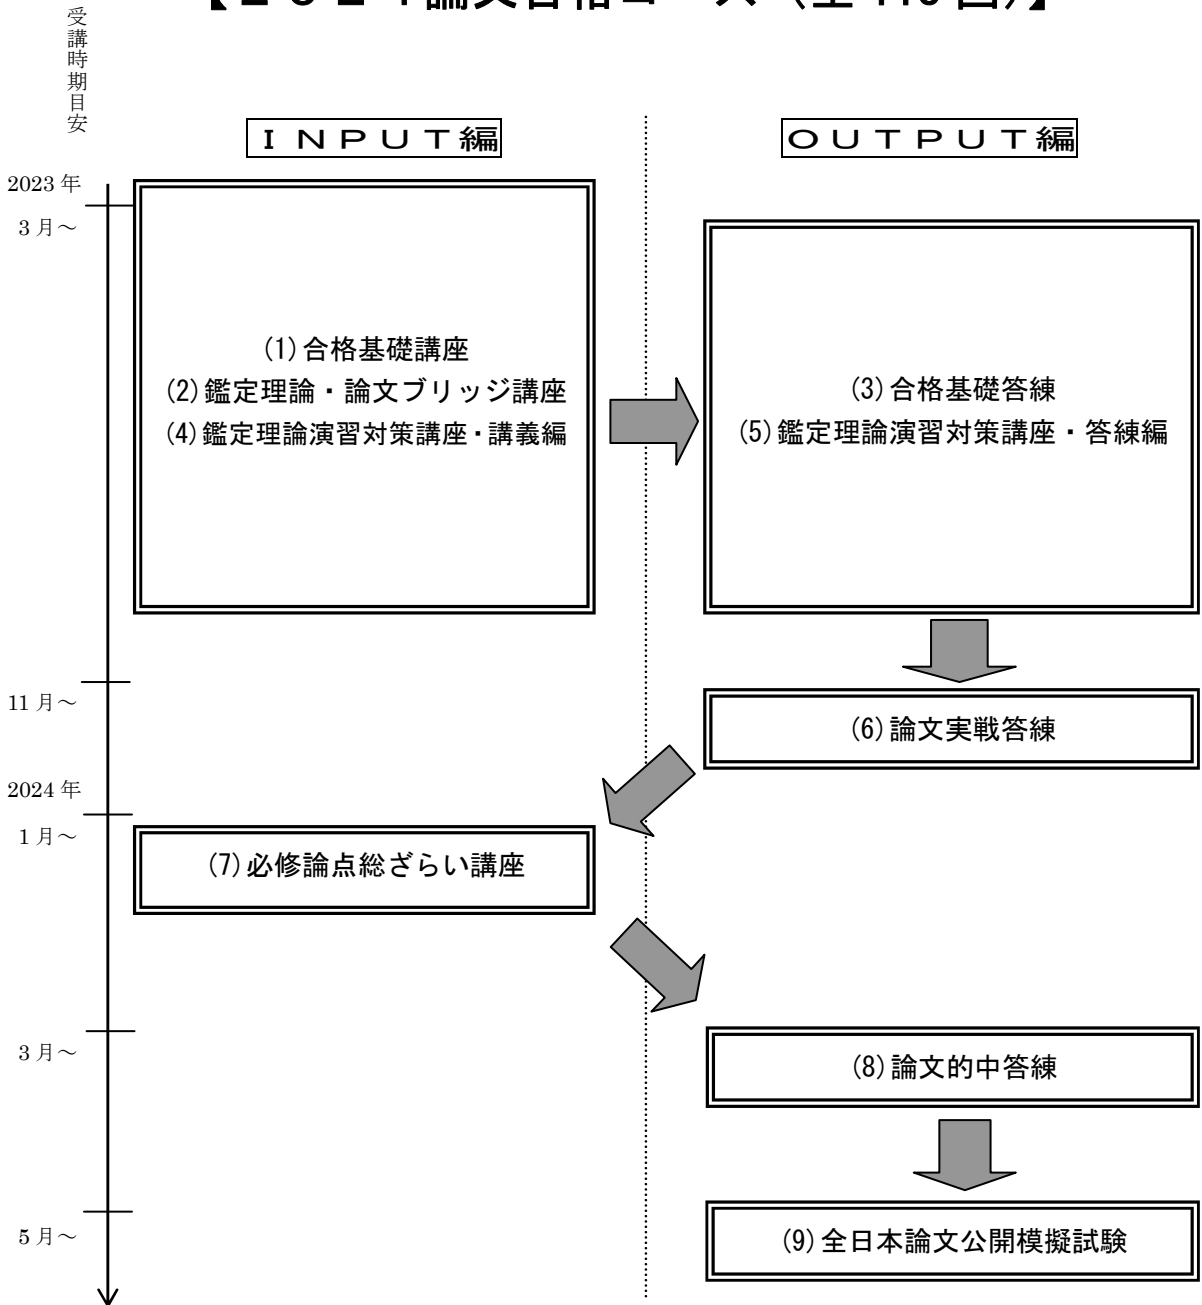 受講時期目安
INPUT編
OUTPUT編
2023年
3月～
(1)合格基礎講座
(2)鑑定理論・論文ブリッジ講座
(4)鑑定理論演習対策講座・講義編
(3)合格基礎答練
(5)鑑定理論演習対策講座・答練編
11月～
(6)論文実戦答練
2024年
1月～
(7)必修論点総ざらい講座
3月～
(8)論文的中答練
5月～
(9)全日本論文公開模擬試験